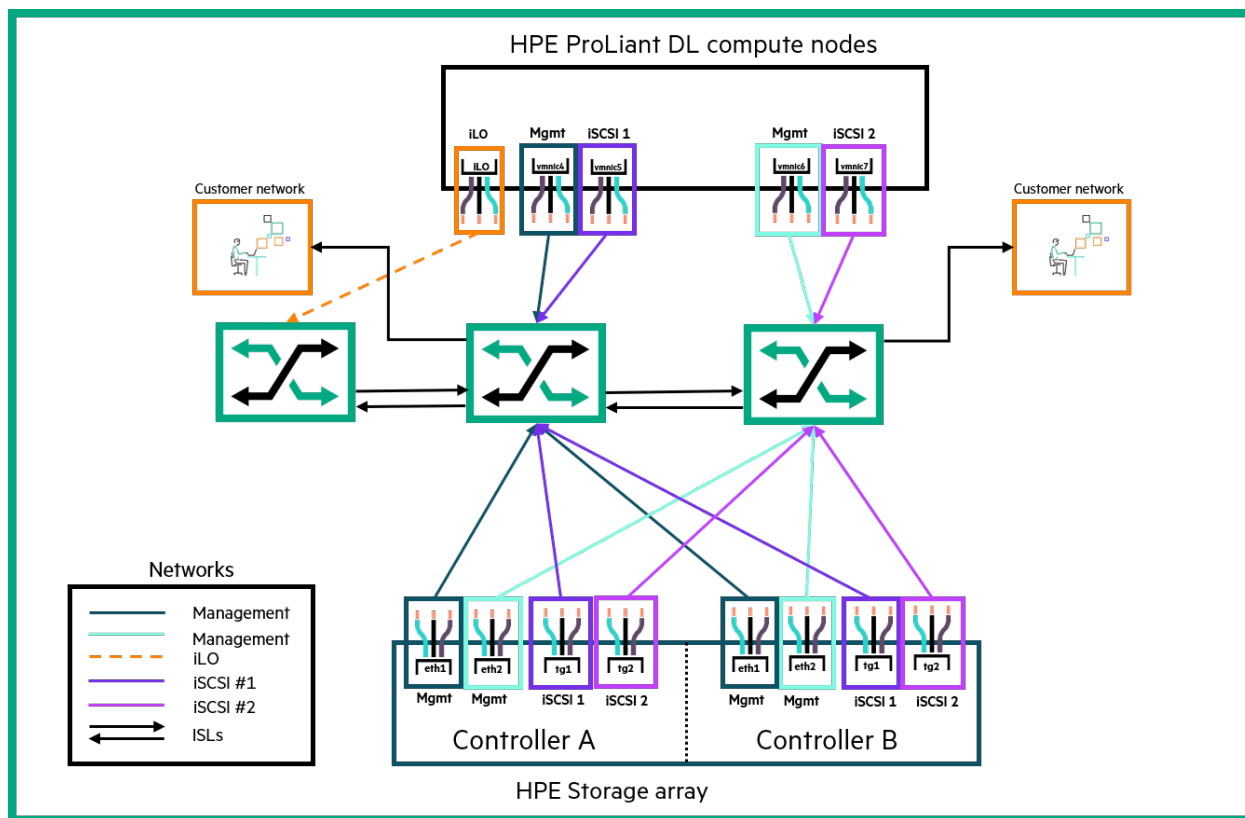 HPE ProLiant DL compute nodes
iLO
Mgmt
iSCSI 1
Mgmt
iSCSI 2
iLO
vmnic4
vmnic5
vmnic6
vmnic7
Customer network
Customer network
Networks
Management
Management
iLO
iSCSI #1
iSCSI #2
ISLs
eth1
eth2
tg1
tg2
eth1
eth2
tg1
tg2
Mgmt
Mgmt
iSCSI 1
iSCSI 2
Mgmt
Mgmt
iSCSI 1
iSCSI 2
Controller A
Controller B
HPE Storage array